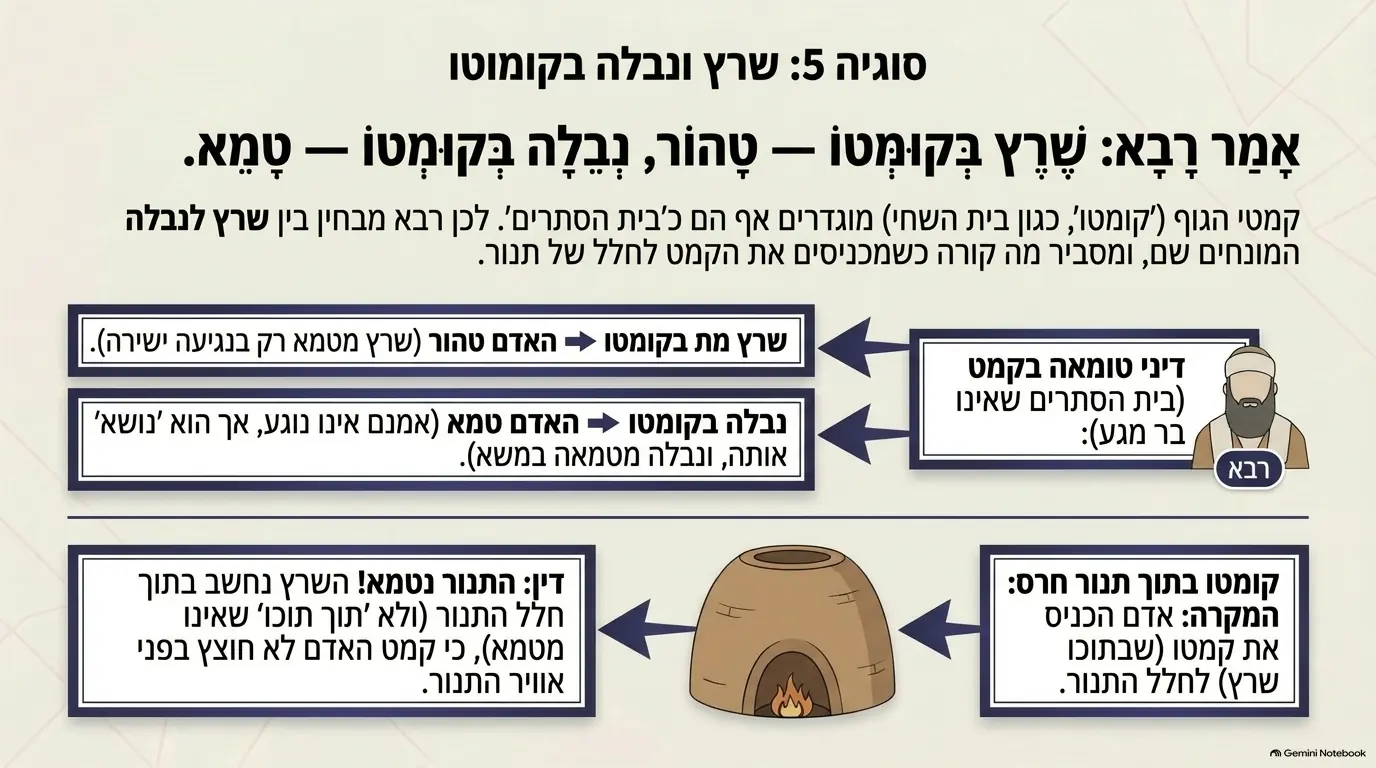 סוגיה 5: שרץ ונבלה בקומוטו
אָמַר רָבָא: שֶׁרֶץ בְּקוּמְּטוֹ — טָהוֹר, נְבֵלָה בְּקוּמְטוֹ — טָמֵא.
קמטי הגוף ('קומטו', כגון בית השחי) מוגדרים אף הם כ'בית הסתרים'. לכן רבא מבחין בין שרץ לנבלה
המונחים שם, ומסביר מה קורה כשמכניסים את הקמט לחלל של תנור.
דיני טומאה בקמט
(בית הסתרים שאינו
בר מגע):
רבא
שרץ מת בקומטו ➡ האדם טהור (שרץ מטמא רק בנגיעה ישירה).
נבלה בקומטו ➡ האדם טמא (אמנם אינו נוגע, אך הוא 'נושא'
אותה, ונבלה מטמאה במשא).
קומטו בתוך תנור חרס:
המקרה: אדם הכניס
את קמטו (שבתוכו
שרץ) לחלל התנור.
דין: התנור נטמא! השרץ נחשב בתוך
חלל התנור (ולא 'תוך תוכו' שאינו
מטמא), כי קמט האדם לא חוצץ בפני
אוויר התנור.
Gemini Notebook